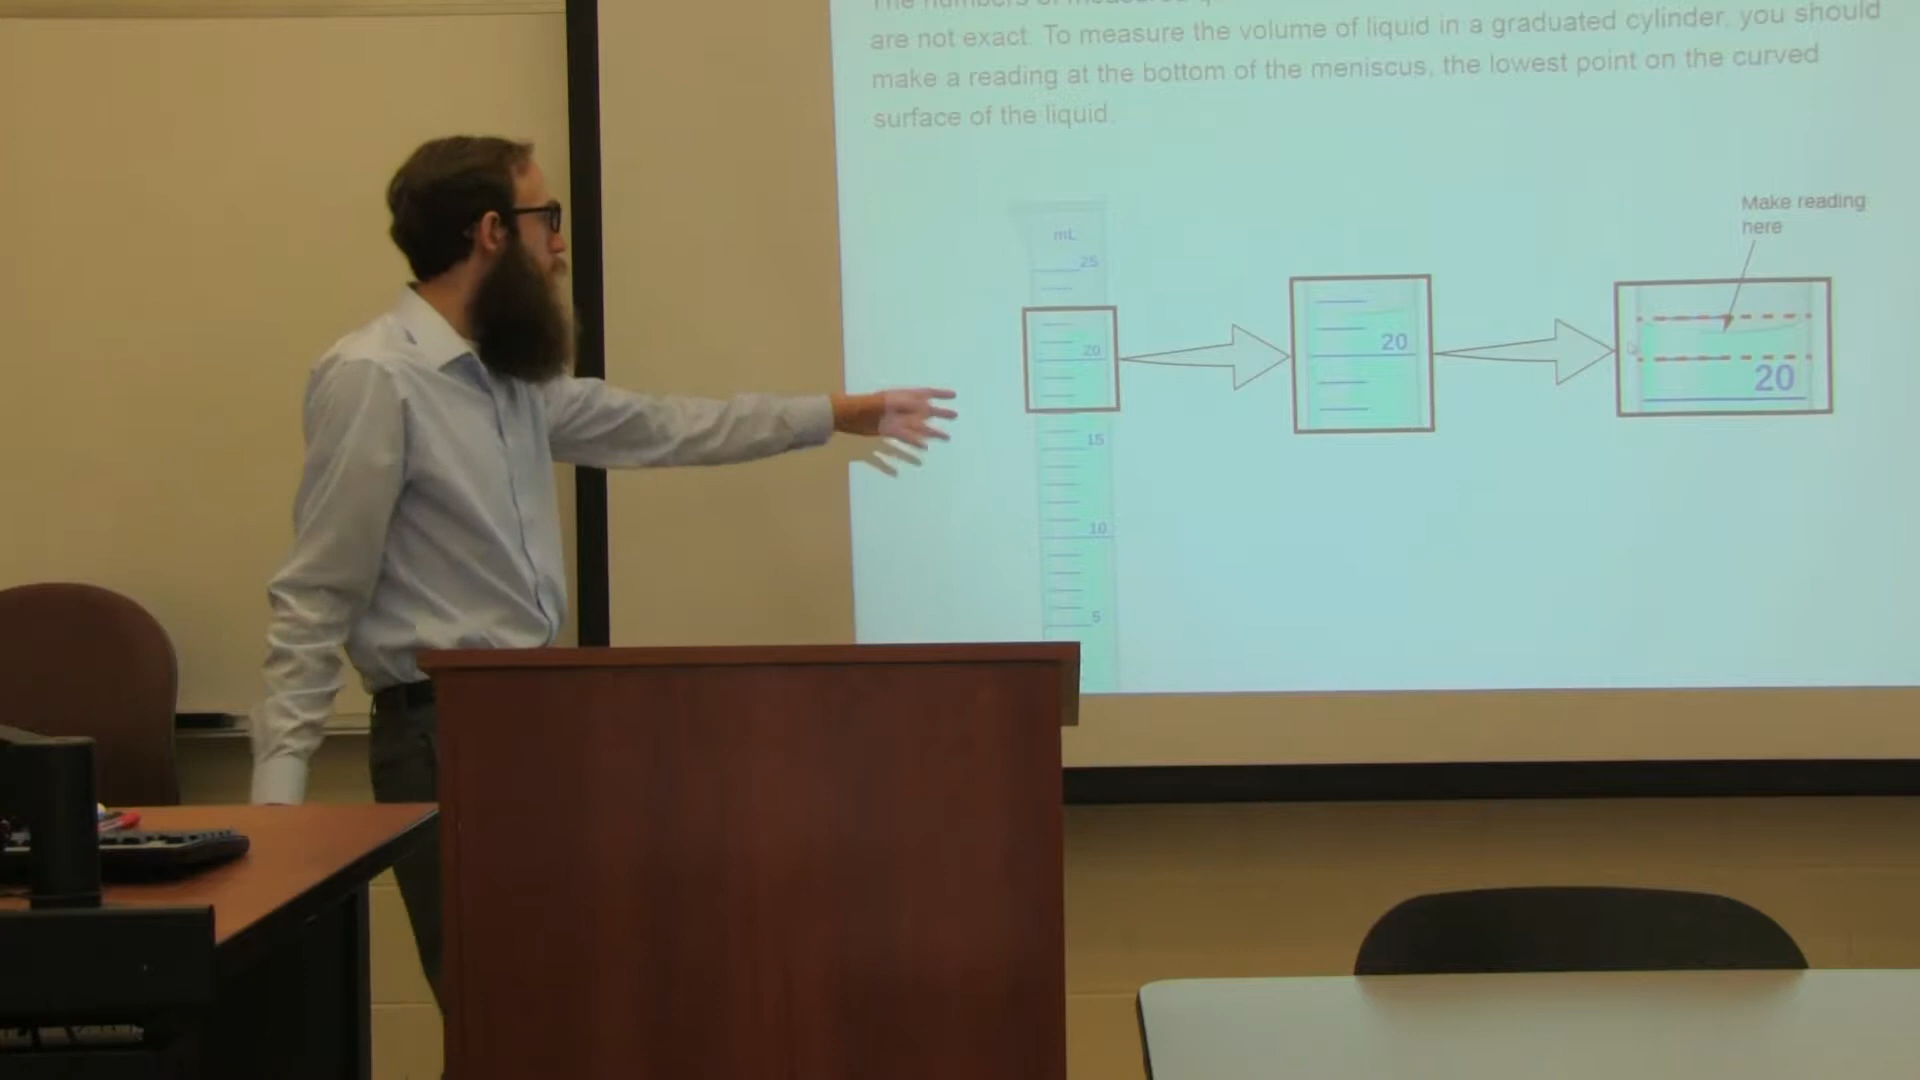 are not exact. To measure the volume of liquid in a graduated cylinder, you should
make a reading at the bottom of the meniscus, the lowest point on the curved
surface of the liquid.
Make reading
here
mL
25
20
15
10
5
20
20